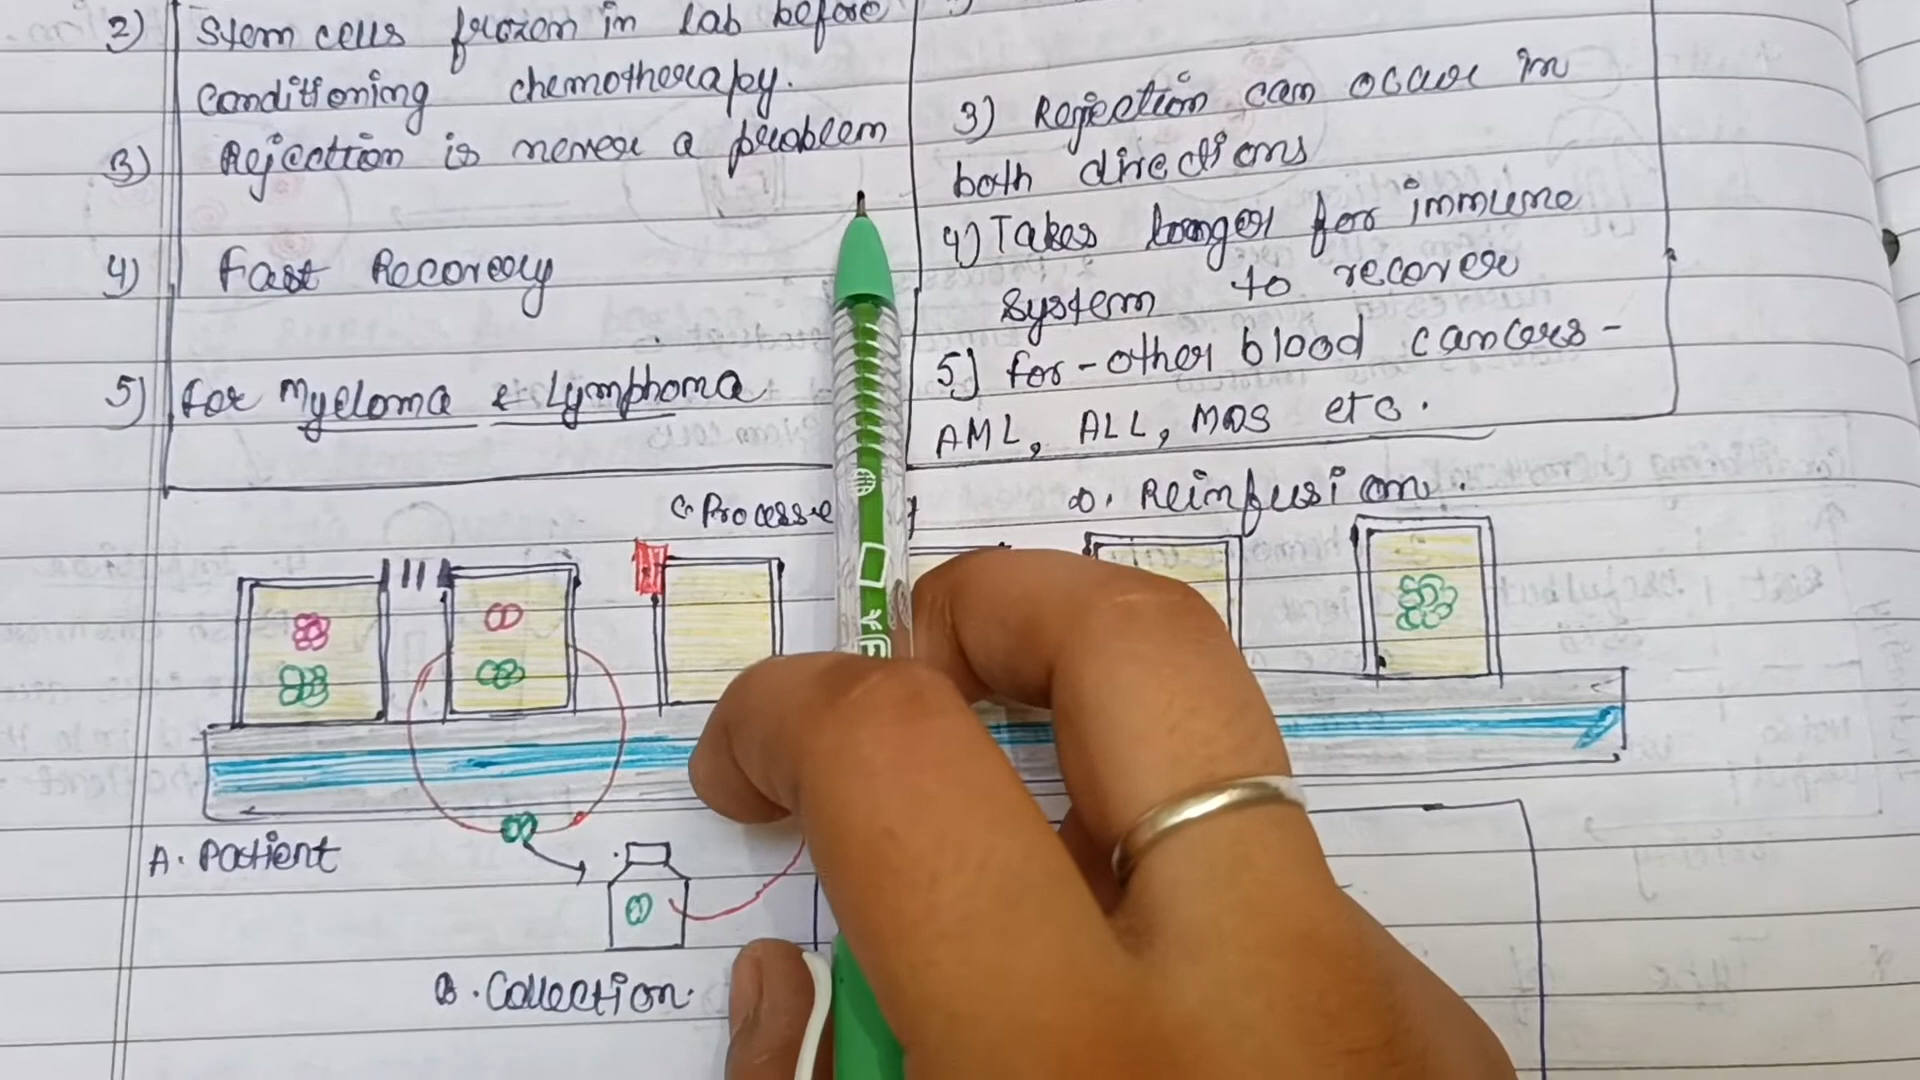 2) Stem cells frozen in lab before
conditioning chemotherapy.
3) Rejection is never a problem
4) Fast Recovery
5) for Myeloma & Lymphoma
3) Rejection can occur in
both directions
4) Takes longer for immune
system to recover
5) for - other blood cancers -
AML, ALL, MDS etc.
C. Process
D. Reinfusion.
A. Patient
B. Collection.